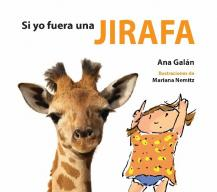 Si yo fuera una JIRAFA
Ana Galán
Ilustraciones de
Mariana Nemitz